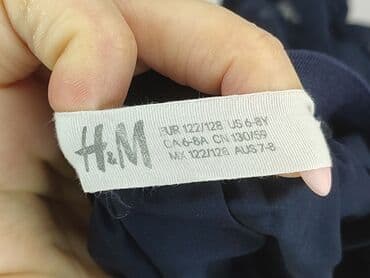 H&M
EUR 122/128 US 6-8Y
CA 6-8A CN 130/59
MX 122/128 AUS 7-8